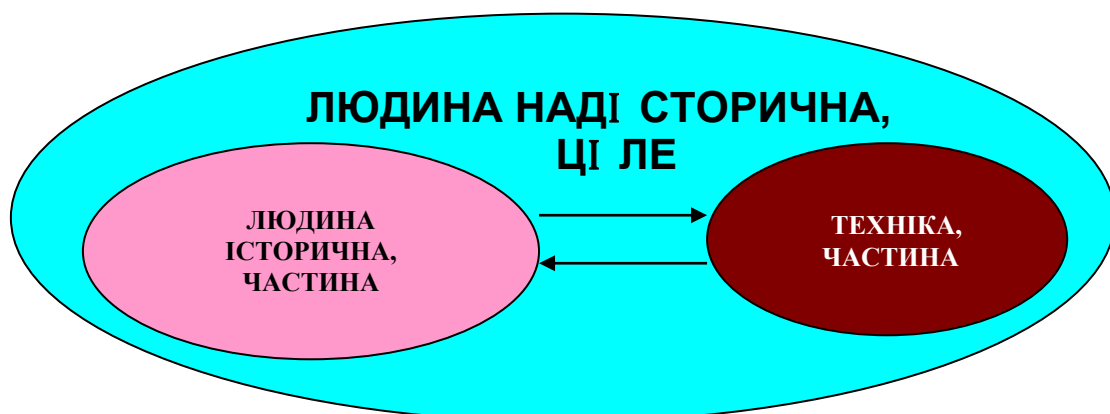 ЛЮДИНА НАДІ СТОРИЧНА,
ЦІ ЛЕ
ЛЮДИНА
ІСТОРИЧНА,
ЧАСТИНА
ТЕХНІКА,
ЧАСТИНА